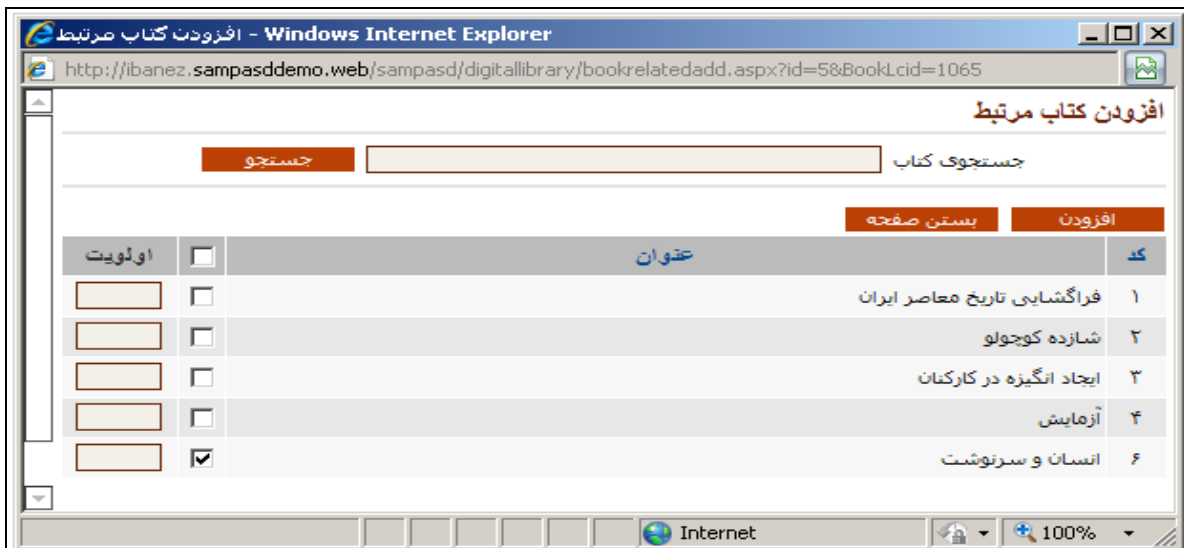 افزودن کتاب مرتبط - Windows Internet Explorer
http://ibanez.sampasddemo.web/sampasd/digitallibrary/bookrelatedadd.aspx?id=5&BookLcid=1065
افزودن کتاب مرتبط
جستجوی کتاب جستجو
افزودن بستن صفحه
کد عنوان اولویت
۱ فراگشایی تاریخ معاصر ایران
۲ شازده کوچولو
۳ ایجاد انگیزه در کارکنان
۴ آزمایش
۶ انسان و سرنوشت
Internet 100%